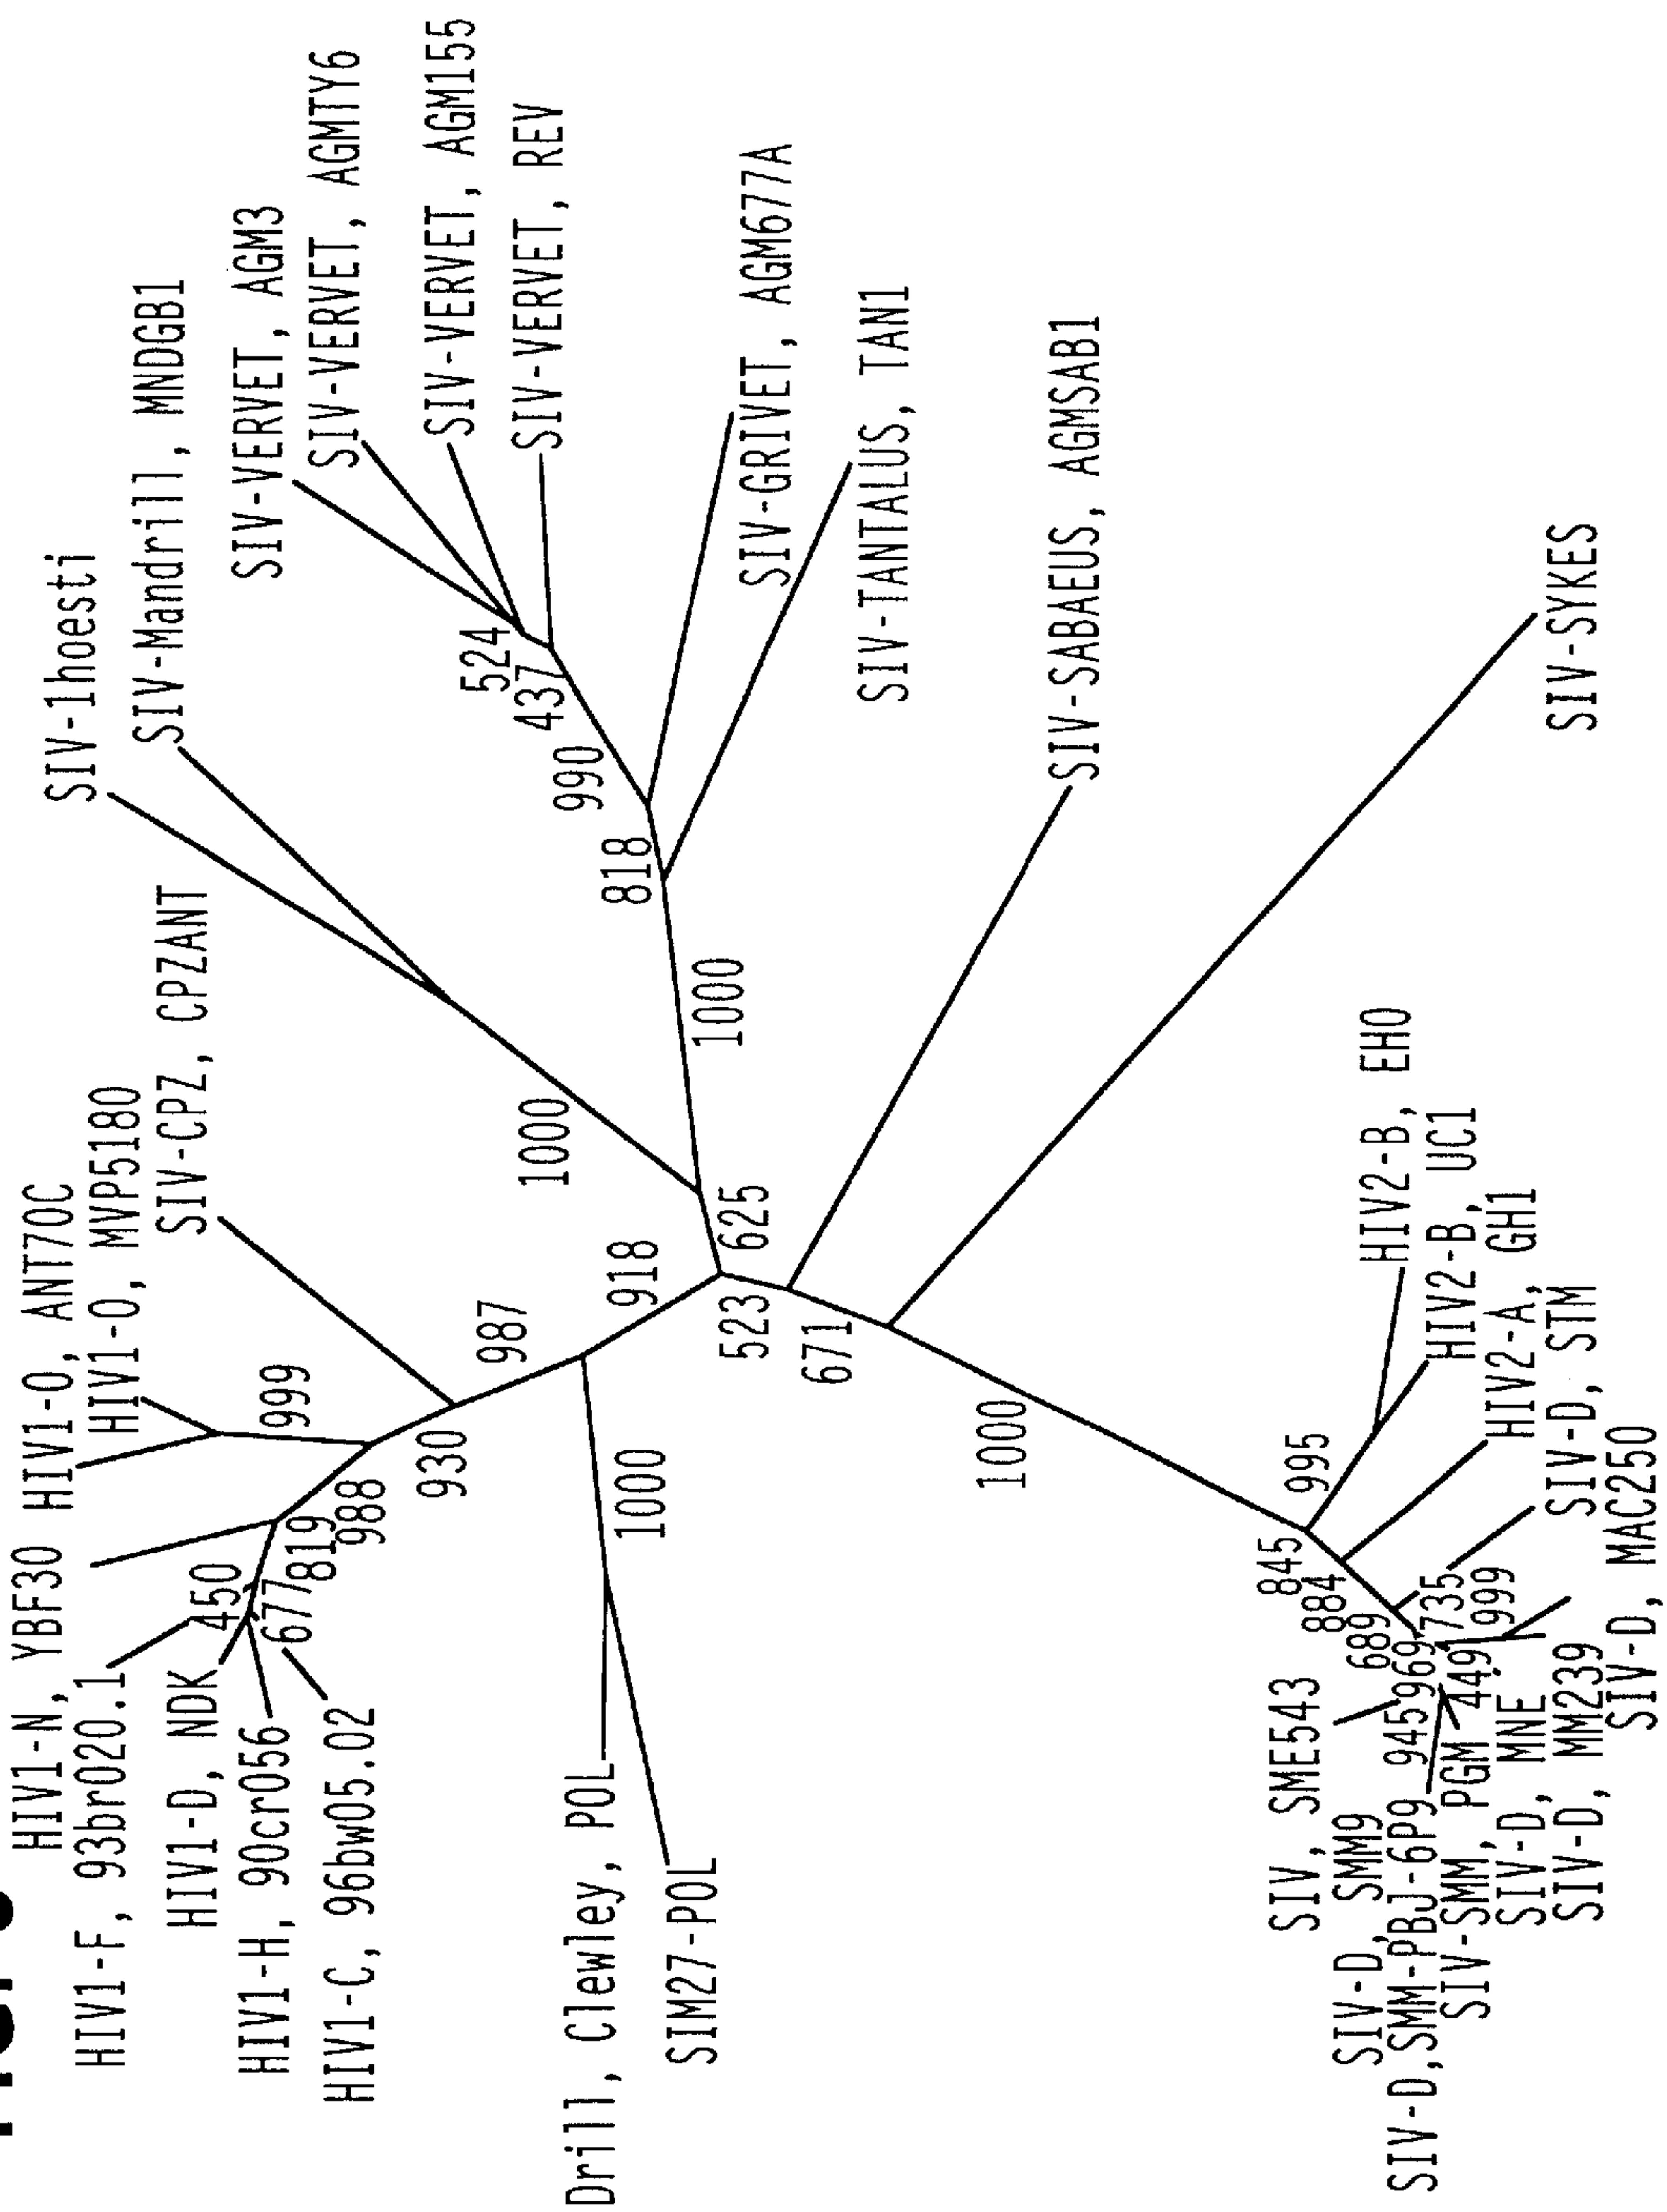 SIV-lhoesti
SIV-Mandrill, MNDGB1
SIV-VERVET, AGM3
SIV-VERVET, AGMTY6
SIV-VERVET, AGM155
SIV-VERVET, REV
SIV-GRIVET, AGM677A
SIV-TANTALUS, TAN1
SIV-SABAEUS, AGMSAB1
SIV-SYKES
524
437
990
818
1000
1000
625
918
987
523
671
1000
HIV1-O, ANT70C
HIV1-O, MVP5180
SIV-CPZ, CPZANT
999
930
988
819
677
450
HIV1-N, YBF30
HIV1-F, 93br020.1
HIV1-D, NDK
HIV1-H, 90cr056
HIV1-C, 96bw05.02
1000
Drill, Clewley, POL
SIM27-POL
HIV2-B, EHO
HIV2-B, UC1
HIV2-A, GH1
SIV-D, STM
SIV-D, MAC250
995
845
884
689
969
735
999
449
945
SIV, SME543
SIV-D, SMM9
SIV-D,SMM-PBJ-6P9
SIV-SMM, PGM
SIV-D, MNE
SIV-D, MM239